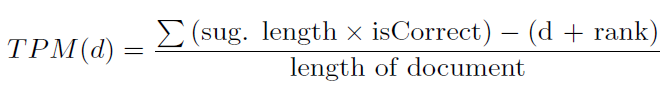 TPM(d) = ∑ (sug. length × isCorrect) − (d + rank)
length of document